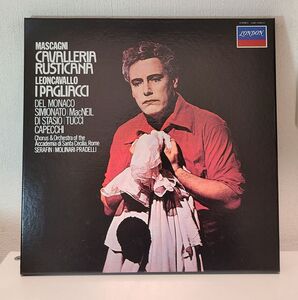 MASCAGNI
CAVALLERIA
RUSTICANA
LEONCAVALLO
I PAGLIACCI
DEL MONACO
SIMIONATO MacNEIL
DI STASIO TUCCI
CAPECCHI
Chorus & Orchestra of the
Accademia di Santa Cecilia, Rome
SERAFIN · MOLINARI-PRADELLI
LONDON